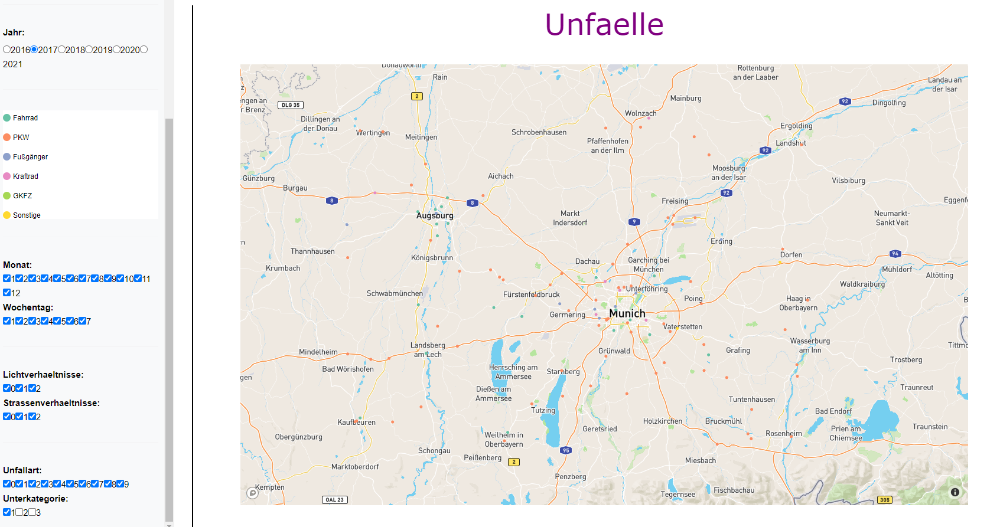 Unfaelle
Jahr:
2016 2017 2018 2019 2020
2021
Fahrrad
PKW
Fußgänger
Kraftrad
GKFZ
Sonstige
Monat:
1 2 3 4 5 6 7 8 9 10 11
12
Wochentag:
1 2 3 4 5 6 7
Lichtverhaeltnisse:
0 1 2
Strassenverhaeltnisse:
0 1 2
Unfallart:
0 1 2 3 4 5 6 7 8 9
Unterkategorie:
1 2 3
Donauwörth
Rain
Rottenburg
an der Laaber
Landau an
der Isar
2
DLG 35
Mainburg
92
Dingolfing
ngen an
r Brenz
Wolnzach
Dillingen an
der Donau
Wertingen
Meitingen
Schrobenhausen
Pfaffenhofen
an der Ilm
Ergolding
Landshut
92
Günzburg
Burgau
Aichach
Moosburg
an der Isar
Vilsbiburg
8
8
92
Freising
Eggenfe
Augsburg
Markt
Indersdorf
9
Neumarkt-
Sankt Veit
Erding
Thannhausen
Königsbrunn
Dachau
Garching bei
München
Dorfen
94
Krumbach
Mühldorf
Altötting
Schwabmünchen
Fürstenfeldbruck
Unterföhring
Poing
Haag in
Oberbayern
Waldkraiburg
B
Germering
Munich
Vaterstetten
Landsberg
am Lech
Mindelheim
Grünwald
Grafing
Wasserburg
am Inn
Tittmo
Bad Wörishofen
Herrsching am
Ammersee
Starnberg
Trostberg
gen
Dießen am
Ammersee
Traunreut
Tutzing
Tuntenhausen
Bad Endorf
Kaufbeuren
Geretsried
Holzkirchen
Bruckmühl
Prien am
Chiemsee
Traunstein
Obergünzburg
Weilheim in
Oberbayern
Rosenheim
Schongau
Peißenberg
2
95
Miesbach
Marktoberdorf
Penzberg
Kempten
OAL 23
Tegernsee
Fischbachau
305